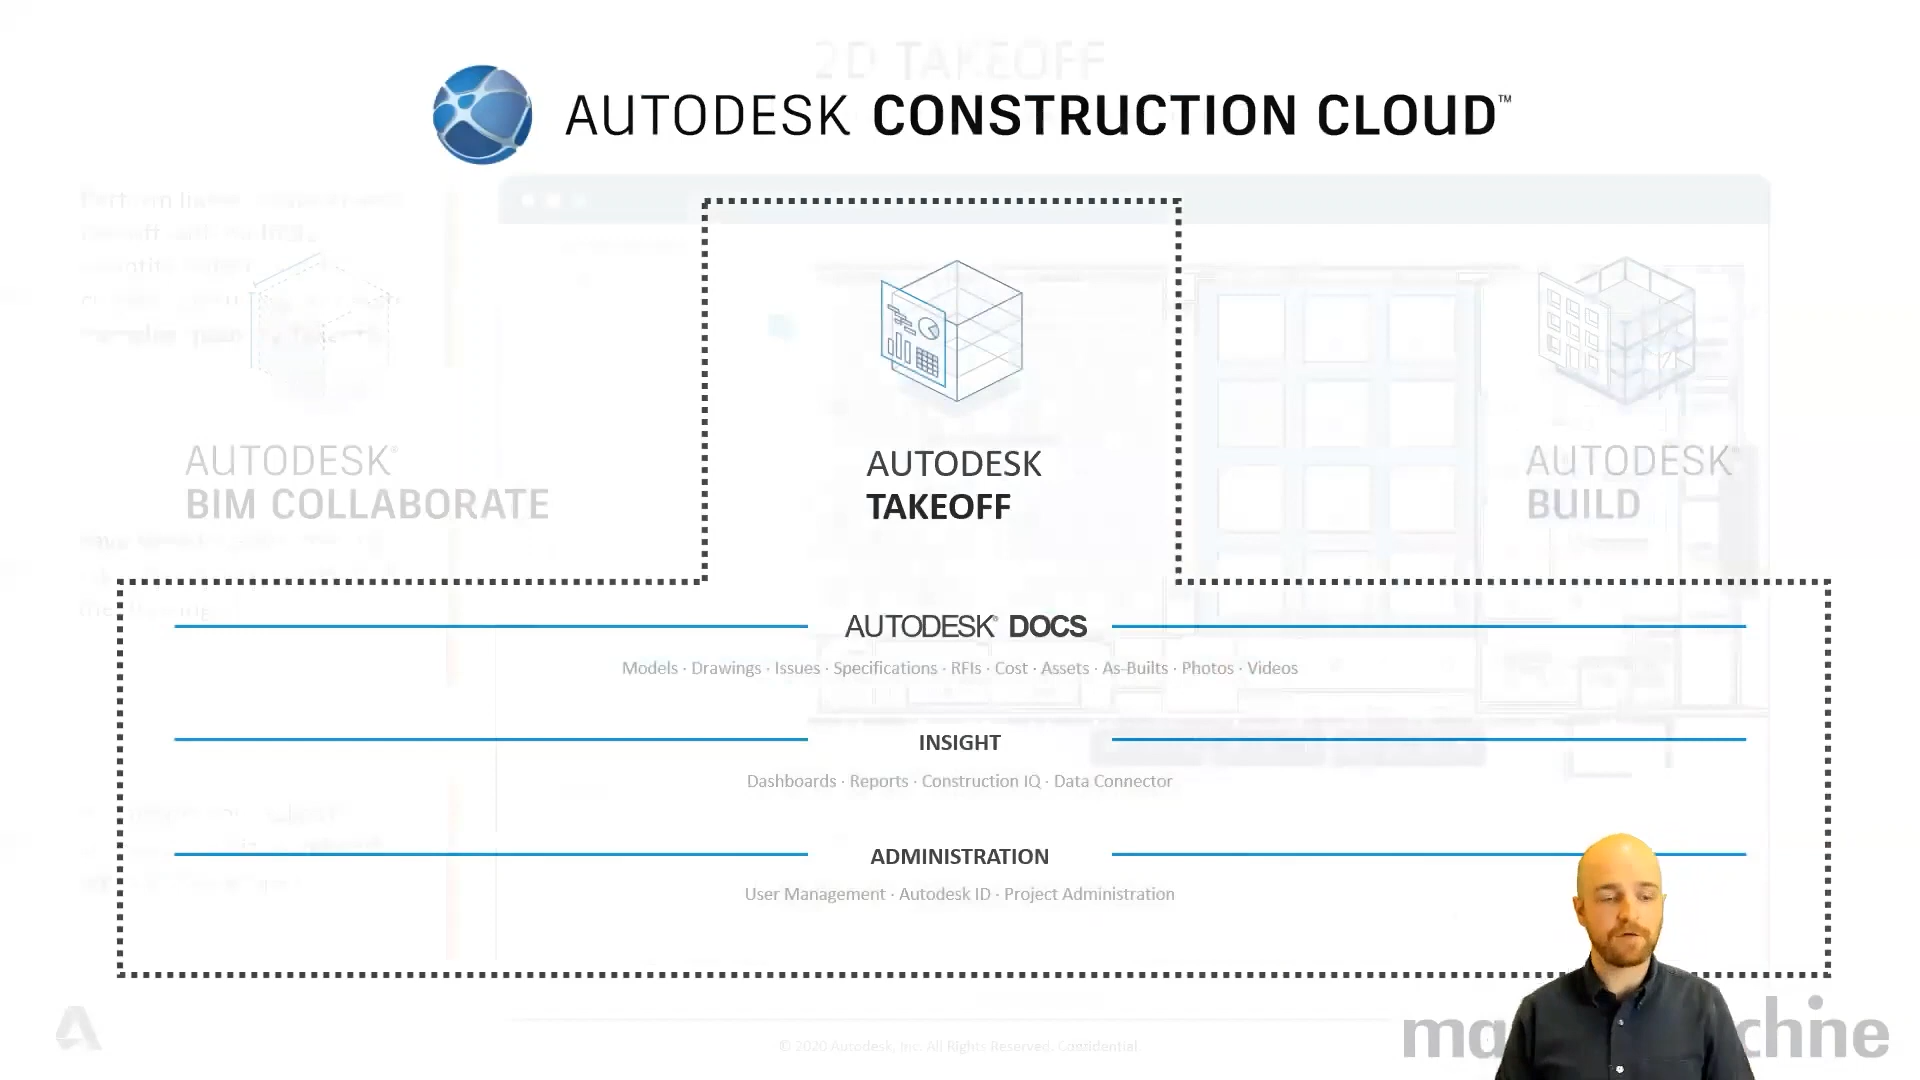 2D TAKEOFF
AUTODESK CONSTRUCTION CLOUD™
AUTODESK®
BIM COLLABORATE
AUTODESK
TAKEOFF
AUTODESK®
BUILD
AUTODESK® DOCS
Models · Drawings · Issues · Specifications · RFIs · Cost · Assets · As-Builts · Photos · Videos
INSIGHT
Dashboards · Reports · Construction IQ · Data Connector
ADMINISTRATION
User Management · Autodesk ID · Project Administration
© 2020 Autodesk, Inc. All Rights Reserved. Confidential